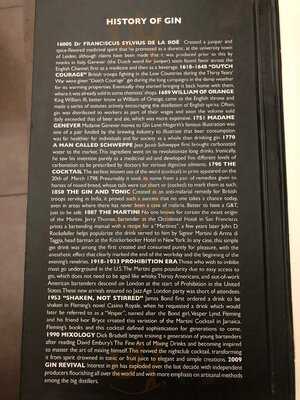 HISTORY OF GIN
1600S Dr FRANCISCUS SYLVIUS DE LA BOE Created a juniper and
spice-flavored medicinal spirit that he promoted as a diuretic, at the university town
of Leiden, although claims have been made that it was produced prior to this by
monks in Italy. Genever (the Dutch word for juniper) soon found favor across the
English Channel; first as a medicine and then as a beverage. 1618-1648 "DUTCH
COURAGE" British troops fighting in the Low Countries during the Thirty Years'
War were given "Dutch Courage" gin during the long campaigns in the damp weather
for its warming properties. Eventually they started bringing it back home with them,
where it was already sold in some chemists' shops. 1689 WILLIAM OF ORANGE
King William III, better know as William of Orange, came to the English throne and
made a series of statutes actively encouraging the distillation of English spirits. Often,
gin was distributed to workers as part of their wages and soon the volume sold
daily exceeded that of beer and ale, which was more expensive. 1751 MADAME
GENEVER Madame Genever moves to Gin Lane. Hogarth's famous illustration was
one of a pair funded by the brewing industry to illustrate that beer consumption
was far healthier for individuals and for society as a whole than drinking gin. 1770
A MAN CALLED SCHWEPPE Jean Jacob Schweppe first brought carbonated
water to the market. This ingredient went on to revolutionise long drinks. Ironically,
he saw his invention purely as a medicinal aid and developed five different levels of
carbonation to be prescribed by doctors for various digestive ailments. 1798 THE
COCKTAIL The earliest known use of the word (cocktail) in print appeared on the
20th of March 1798. Presumably it took its name from a pair of remedies given to
horses of mixed breed, whose tails were cut short or (cocked) to mark them as such.
1850 THE GIN AND TONIC Created as an anti-malarial remedy for British
troops serving in India, it proved such a success that no one takes a chance today,
even in areas where there has never been a case of malaria. Better to have a G&T,
just to be safe. 1887 THE MARTINI No one knows for certain the exact origin
of the Martini. Jerry Thomas, bartender at the Occidental Hotel in San Francisco,
prints a bartending manual with a recipe for a "Martinez", a few years later John D.
Rockefeller helps popularize the drink served to him by Signor Martini di Arma di
Taggia, head barman at the Knickerbocker Hotel in New York. In any case, this simple
gin drink was among the first created and consumed purely for pleasure, with the
anesthetic effect that clearly marked the end of the workday and the beginning of the
evening's revelries. 1918-1933 PROHIBITION ERA Those who wish to imbibe
must go underground in the U.S. The Martini gains popularity due to easy access to
gin, which does not need to be aged like whisky. Thirsty Americans, and out-of-work
American bartenders descend on London at the start of Prohibition in the United
States. These new arrivals ensured no Jazz Age London party was short of attendees.
1953 "SHAKEN, NOT STIRRED" James Bond first ordered a drink to be
shaken in Fleming's novel Casino Royale, when he requested a drink which would
later be referred to as a "Vesper", named after the Bond girl, Vesper Lynd. Fleming
and his friend Ivar Bryce created this variation of the Martini Cocktail in Jamaica.
Fleming's books and this cocktail defined sophistication for generations to come.
1990 MIXOLOGY Dick Bradsell begins training a generation of young bartenders
after reading David Embury's The Fine Art of Mixing Drinks and becoming inspired
to master the art of mixing himself. This revived the nightclub cocktail, transforming
it from spirit drowned in tonic or fruit juice to elegant and simple elixirs. 2009
GIN REVIVAL Interest in gin has exploded over the last decade with independent
producers flourishing all over the world and with more emphasis on artisanal methods
among the big distillers.